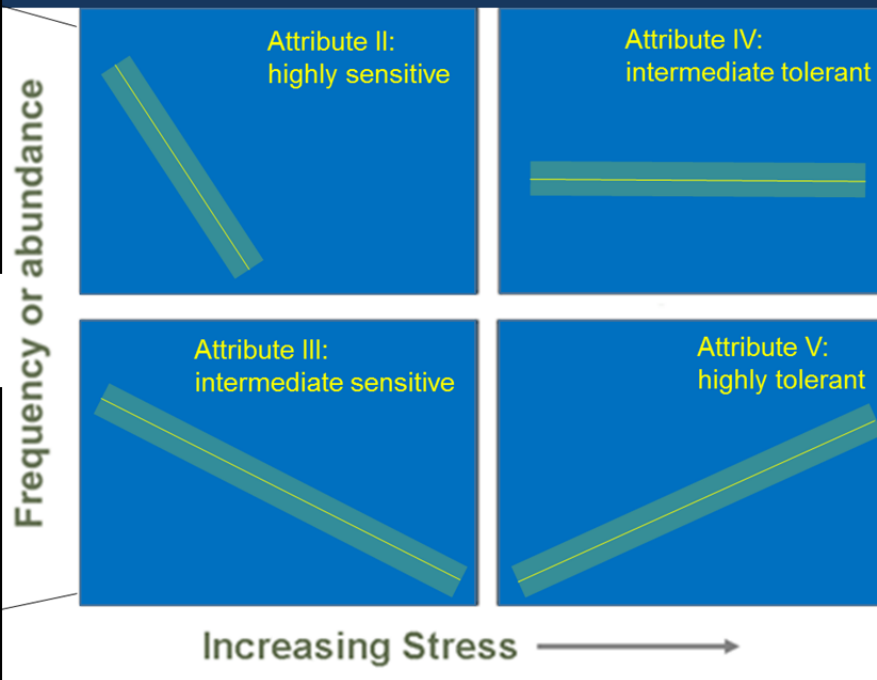 Attribute II:
highly sensitive
Attribute IV:
intermediate tolerant
Frequency or abundance
Attribute III:
intermediate sensitive
Attribute V:
highly tolerant
Increasing Stress